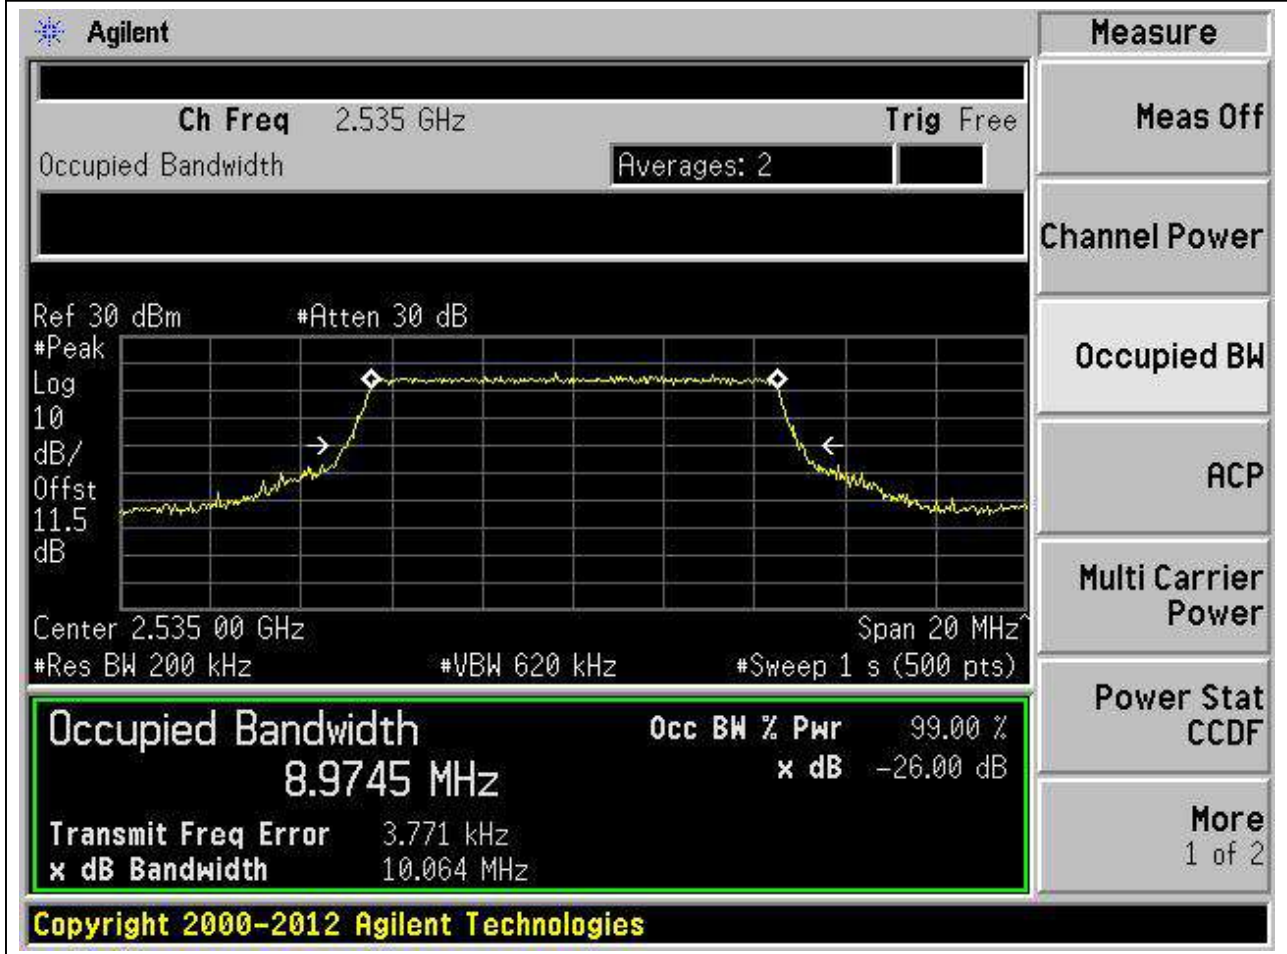 Agilent
Measure
Ch Freq 2.535 GHz Trig Free
Occupied Bandwidth Averages: 2
Meas Off
Channel Power
Occupied BW
ACP
Multi Carrier
Power
Power Stat
CCDF
More
1 of 2
Ref 30 dBm #Atten 30 dB
#Peak
Log
10
dB/
Offst
11.5
dB
Center 2.535 00 GHz Span 20 MHz^
#Res BW 200 kHz #VBW 620 kHz #Sweep 1 s (500 pts)
Occupied Bandwidth Occ BW % Pwr 99.00 %
8.9745 MHz x dB -26.00 dB
Transmit Freq Error 3.771 kHz
x dB Bandwidth 10.064 MHz
Copyright 2000-2012 Agilent Technologies